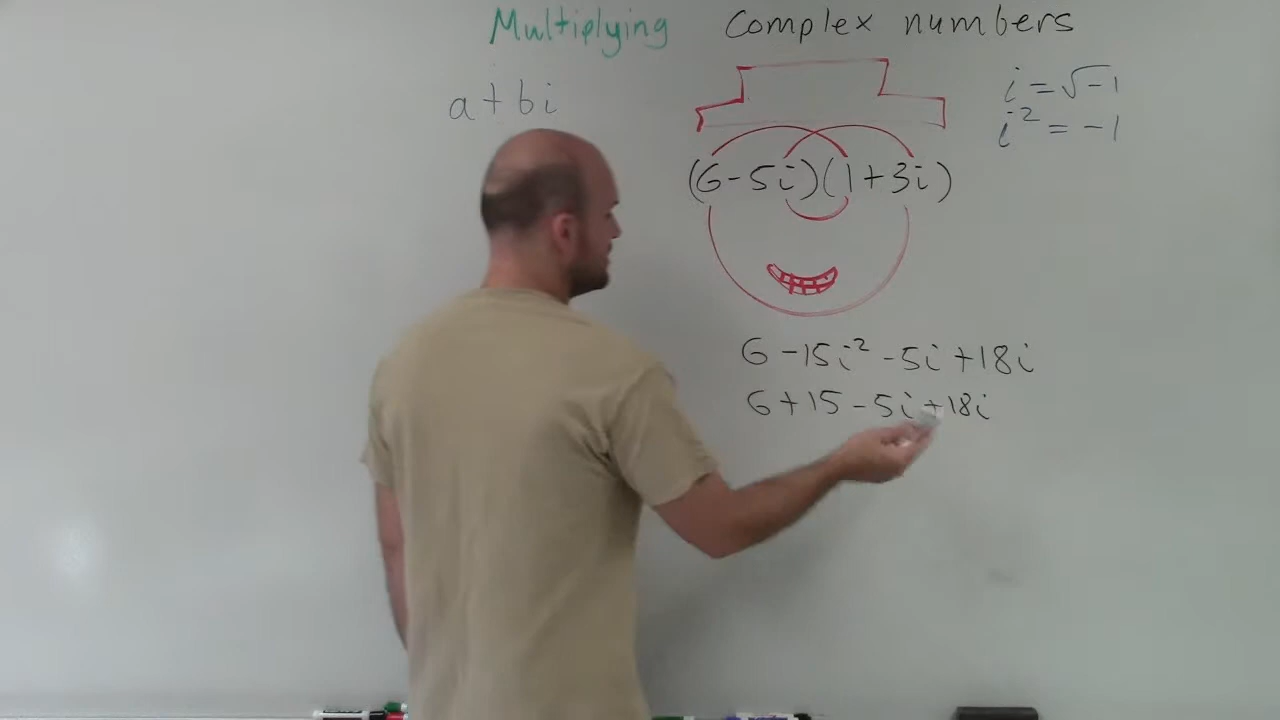 Multiplying Complex numbers
a+bi
i=√-1
i²=-1
(6-5i)(1+3i)
6-15i²-5i+18i
6+15-5i+18i